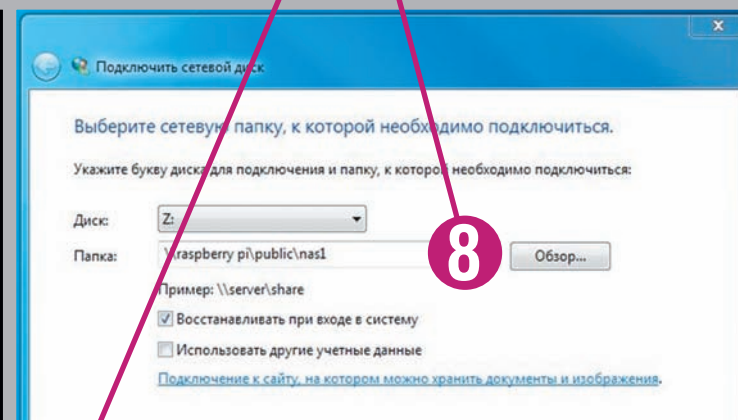 Подключить сетевой диск
Выберите сетевую папку, к которой необходимо подключиться.
Укажите букву диска для подключения и папку, к которой необходимо подключиться:
Диск: Z:
Папка: \\raspberry pi\public\nas1 8 Обзор...
Пример: \\server\share
Восстанавливать при входе в систему
Использовать другие учетные данные
Подключение к сайту, на котором можно хранить документы и изображения.